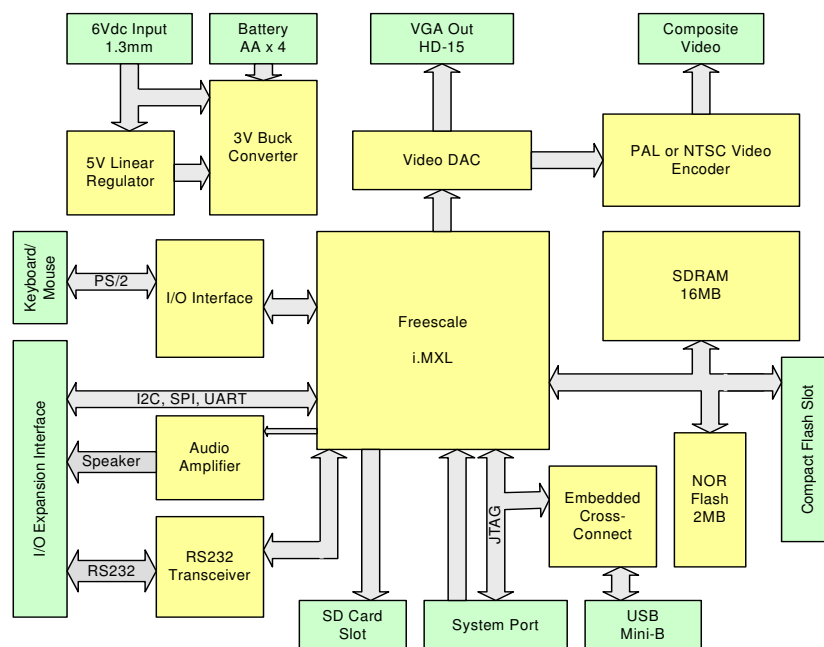 6Vdc Input
1.3mm
Battery
AA x 4
VGA Out
HD-15
Composite
Video
3V Buck
Converter
5V Linear
Regulator
Video DAC
PAL or NTSC Video
Encoder
Keyboard/
Mouse
PS/2
I/O Interface
Freescale
i.MXL
SDRAM
16MB
I/O Expansion Interface
I2C, SPI, UART
Speaker
Audio
Amplifier
RS232
RS232
Transceiver
JTAG
Embedded
Cross-
Connect
NOR
Flash
2MB
Compact Flash Slot
SD Card
Slot
System Port
USB
Mini-B